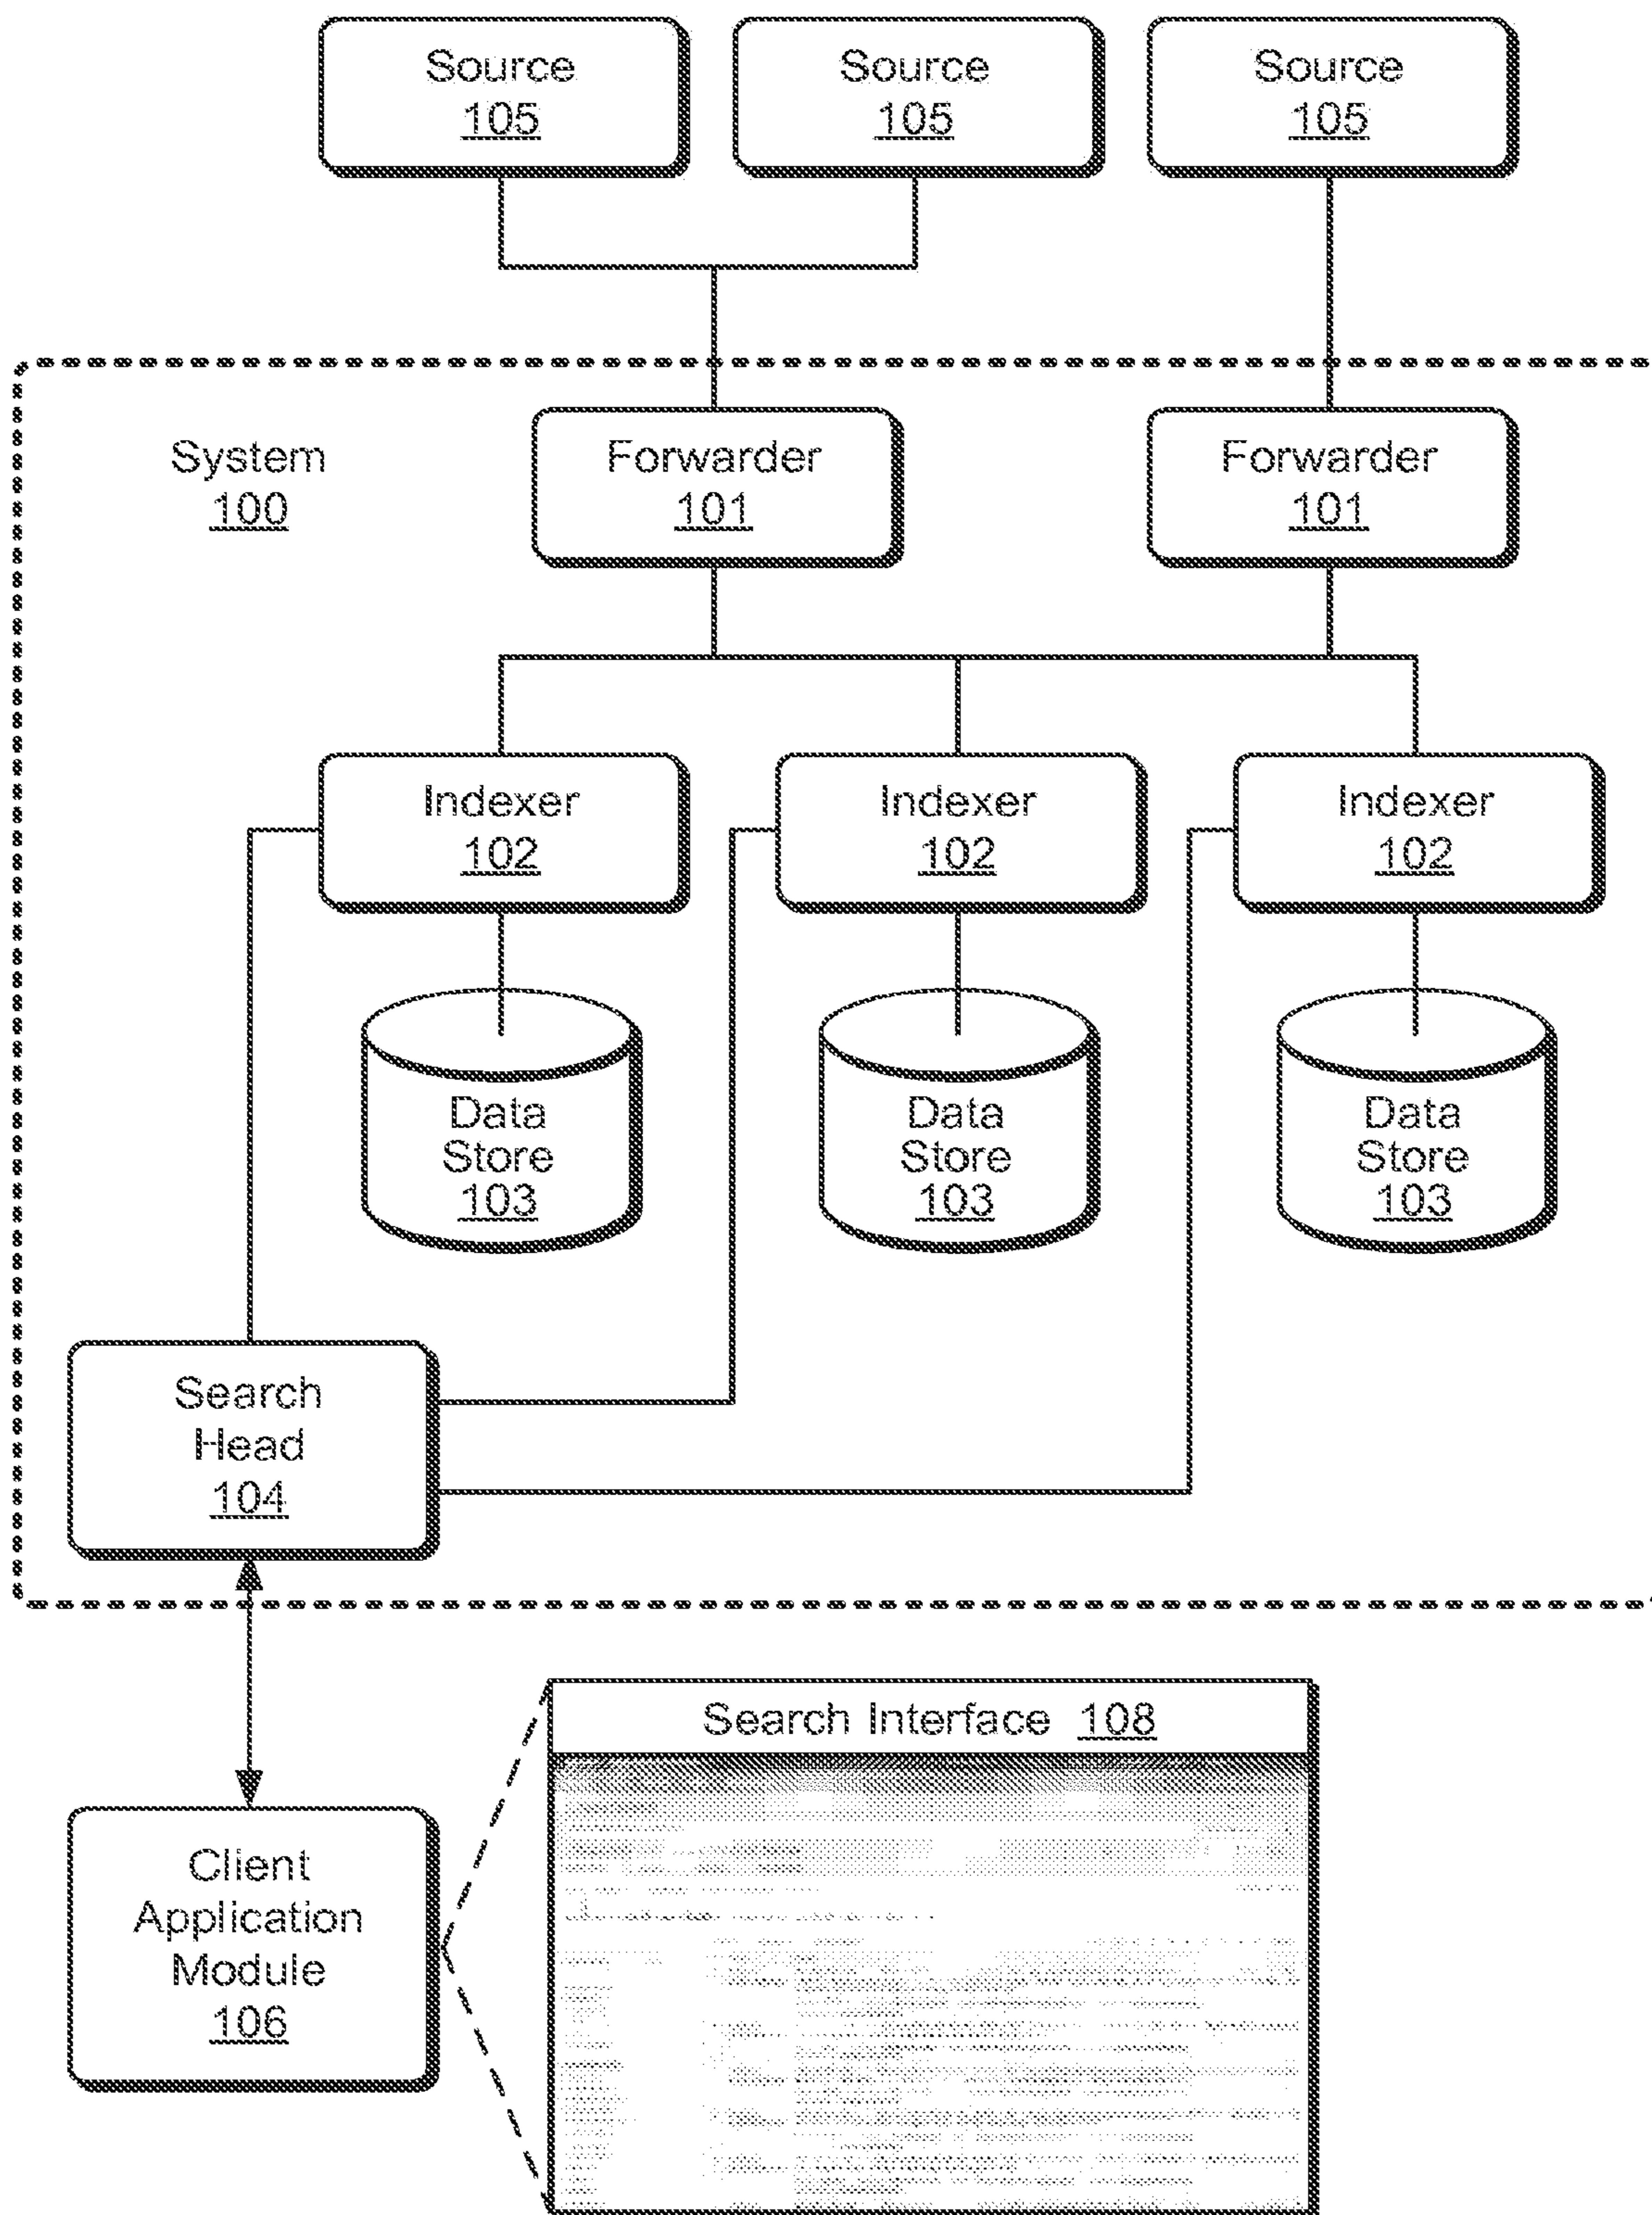 Source
105
Source
105
Source
105
System
100
Forwarder
101
Forwarder
101
Indexer
102
Indexer
102
Indexer
102
Data
Store
103
Data
Store
103
Data
Store
103
Search
Head
104
Search Interface 108
Client
Application
Module
106